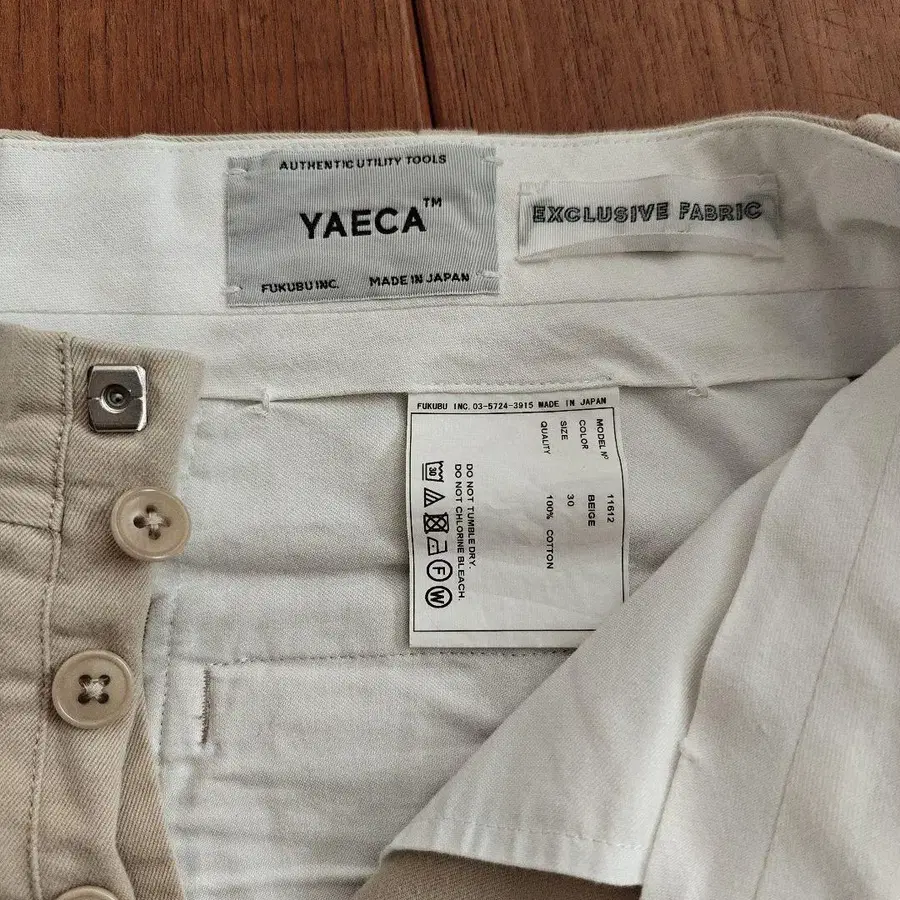 AUTHENTIC UTILITY TOOLS
YAECA™
FUKUBU INC. MADE IN JAPAN
EXCLUSIVE FABRIC
FUKUBU INC. 03-5724-3915 MADE IN JAPAN
MODEL Nº 11612
COLOR BEIGE
SIZE 30
QUALITY 100% COTTON
DO NOT TUMBLE DRY.
DO NOT CHLORINE BLEACH.
30
F
W